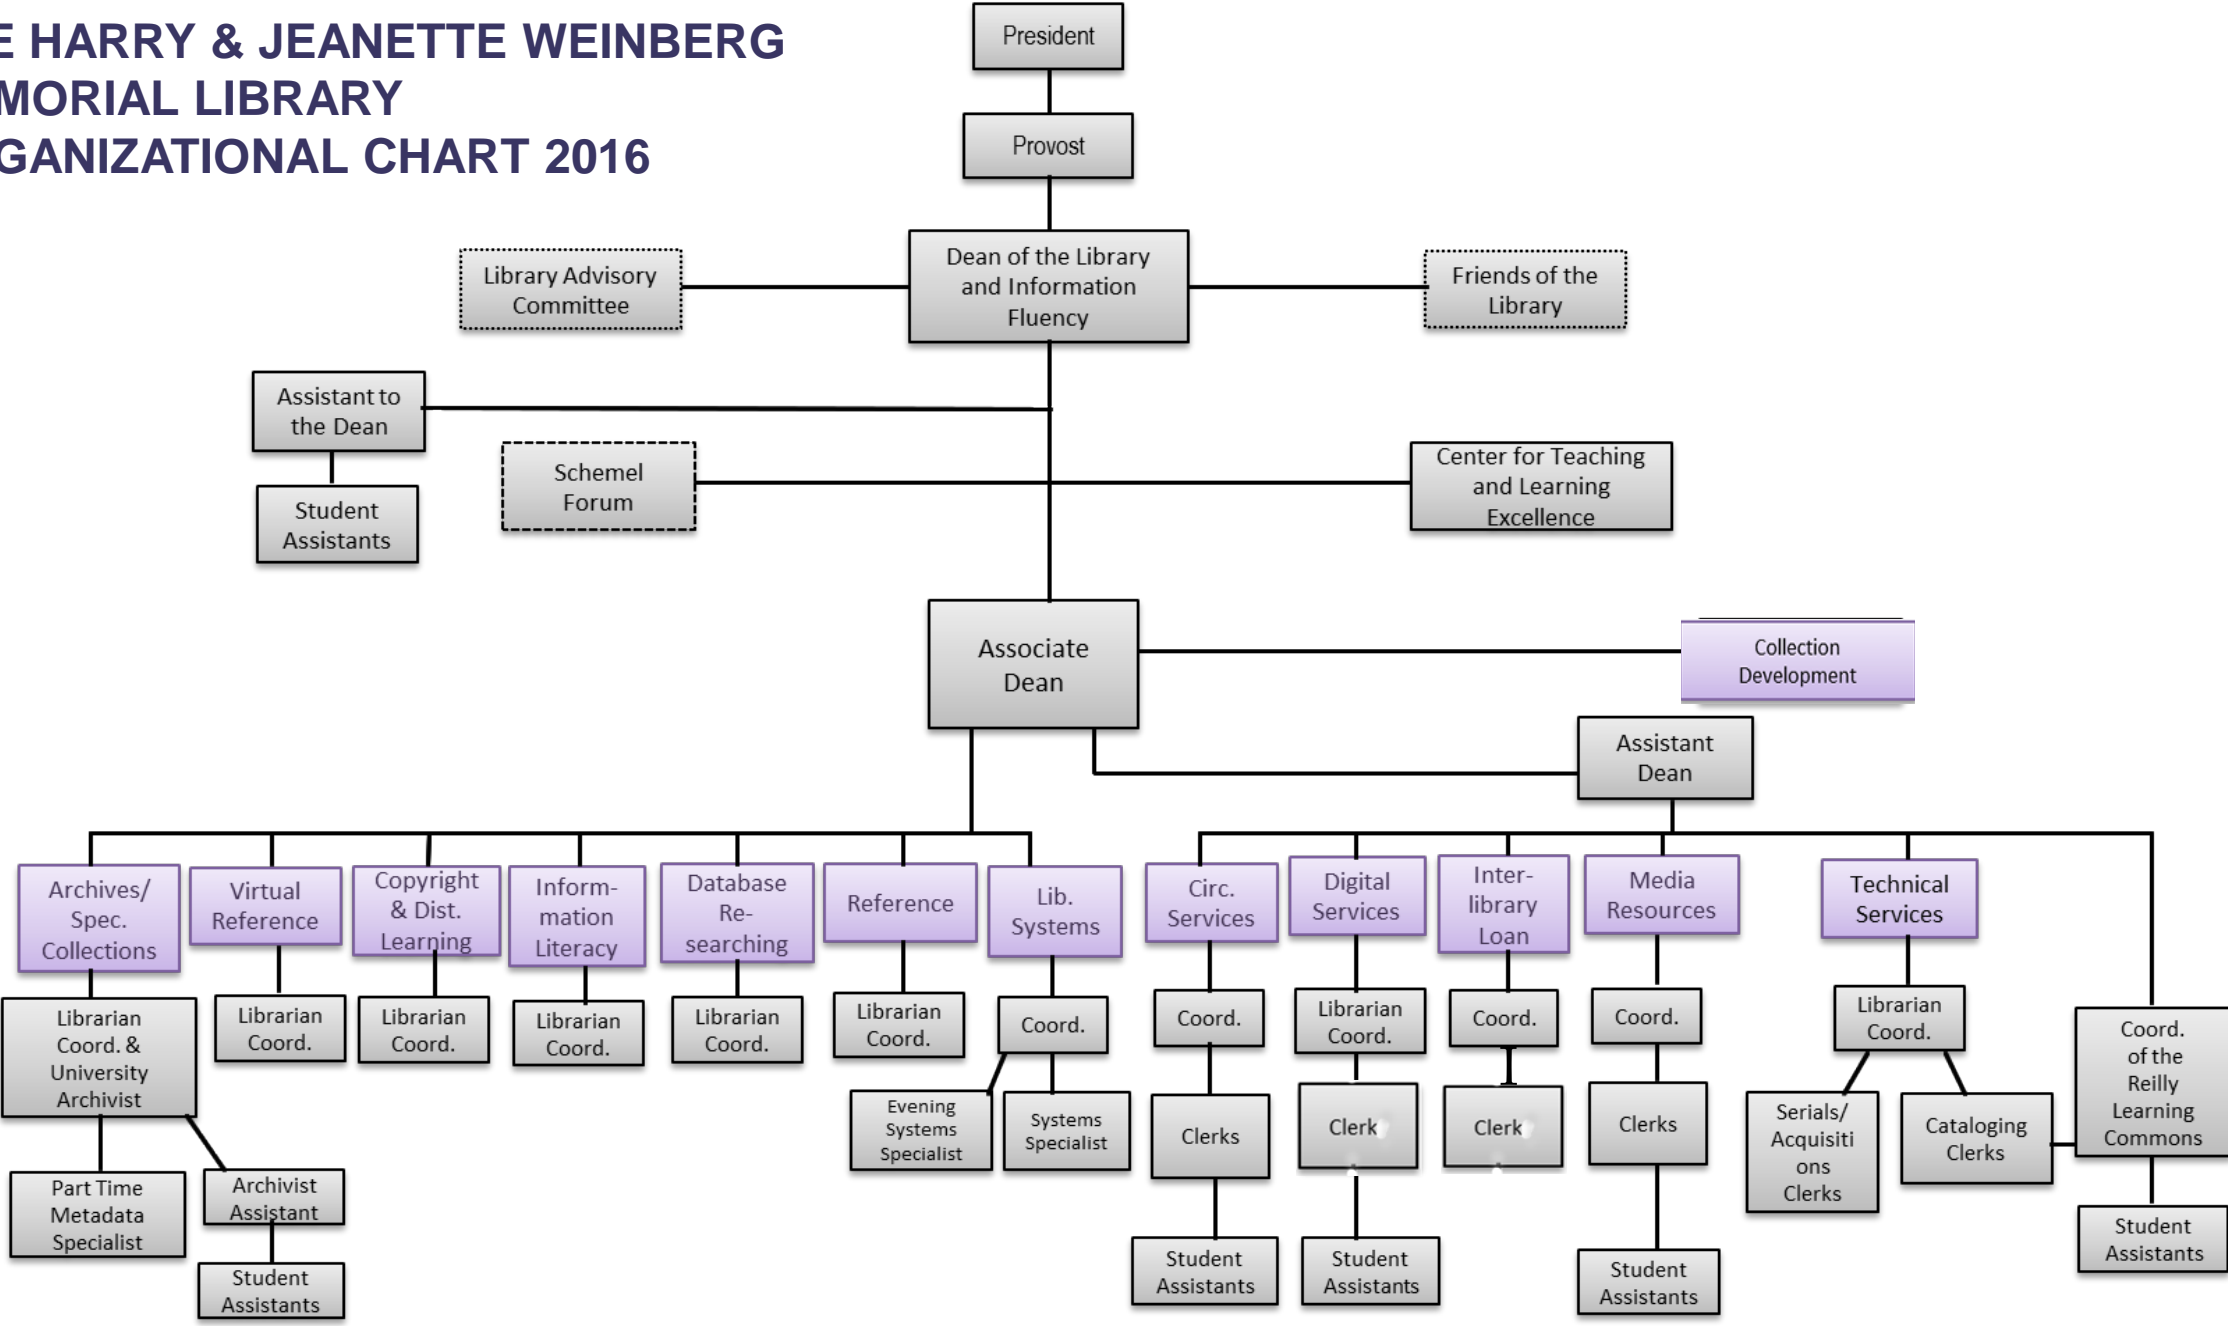 E HARRY & JEANETTE WEINBERG
MORIAL LIBRARY
GANIZATIONAL CHART 2016
President
Provost
Library Advisory
Committee
Dean of the Library
and Information
Fluency
Friends of the
Library
Assistant to
the Dean
Student
Assistants
Schemel
Forum
Center for Teaching
and Learning
Excellence
Associate
Dean
Collection
Development
Assistant
Dean
Archives/
Spec.
Collections
Virtual
Reference
Copyright
& Dist.
Learning
Inform-
mation
Literacy
Database
Re-
searching
Reference
Lib.
Systems
Circ.
Services
Digital
Services
Inter-
library
Loan
Media
Resources
Technical
Services
Librarian
Coord. &
University
Archivist
Librarian
Coord.
Librarian
Coord.
Librarian
Coord.
Librarian
Coord.
Librarian
Coord.
Coord.
Coord.
Librarian
Coord.
Coord.
Coord.
Librarian
Coord.
Coord.
of the
Reilly
Learning
Commons
Evening
Systems
Specialist
Systems
Specialist
Clerks
Clerk
Clerk
Clerks
Serials/
Acquisiti
ons
Clerks
Cataloging
Clerks
Part Time
Metadata
Specialist
Archivist
Assistant
Student
Assistants
Student
Assistants
Student
Assistants
Student
Assistants
Student
Assistants